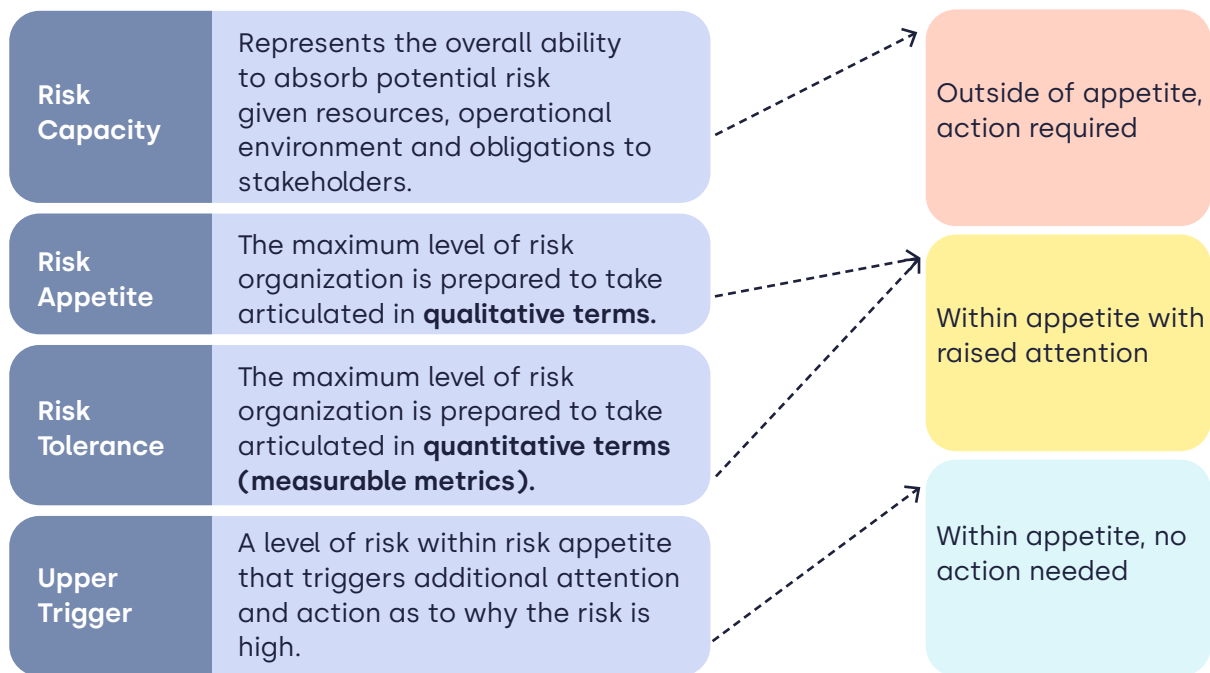 Risk
Capacity
Represents the overall ability
to absorb potential risk
given resources, operational
environment and obligations to
stakeholders.
Risk
Appetite
The maximum level of risk
organization is prepared to take
articulated in qualitative terms.
Risk
Tolerance
The maximum level of risk
organization is prepared to take
articulated in quantitative terms
(measurable metrics).
Upper
Trigger
A level of risk within risk appetite
that triggers additional attention
and action as to why the risk is
high.
Outside of appetite,
action required
Within appetite with
raised attention
Within appetite, no
action needed